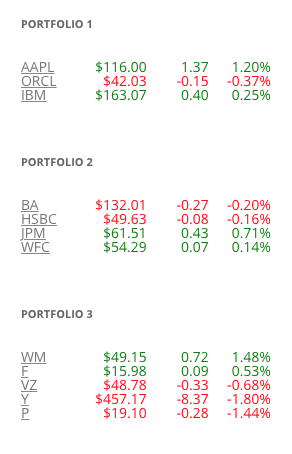 PORTFOLIO 1
AAPL $116.00 1.37 1.20%
ORCL $42.03 -0.15 -0.37%
IBM $163.07 0.40 0.25%
PORTFOLIO 2
BA $132.01 -0.27 -0.20%
HSBC $49.63 -0.08 -0.16%
JPM $61.51 0.43 0.71%
WFC $54.29 0.07 0.14%
PORTFOLIO 3
WM $49.15 0.72 1.48%
F $15.98 0.09 0.53%
VZ $48.78 -0.33 -0.68%
Y $457.17 -8.37 -1.80%
P $19.10 -0.28 -1.44%